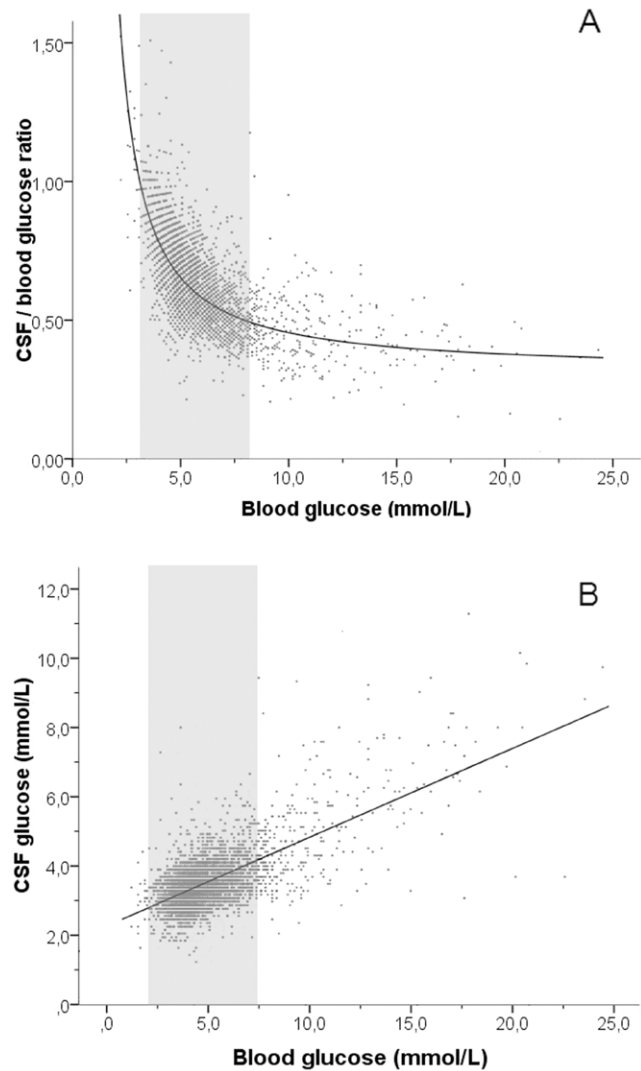 A
CSF / blood glucose ratio
1,50
1,00
0,50
0,00
0,0 5,0 10,0 15,0 20,0 25,0
Blood glucose (mmol/L)
B
CSF glucose (mmol/L)
12,0
10,0
8,0
6,0
4,0
2,0
,0
,0 5,0 10,0 15,0 20,0 25,0
Blood glucose (mmol/L)